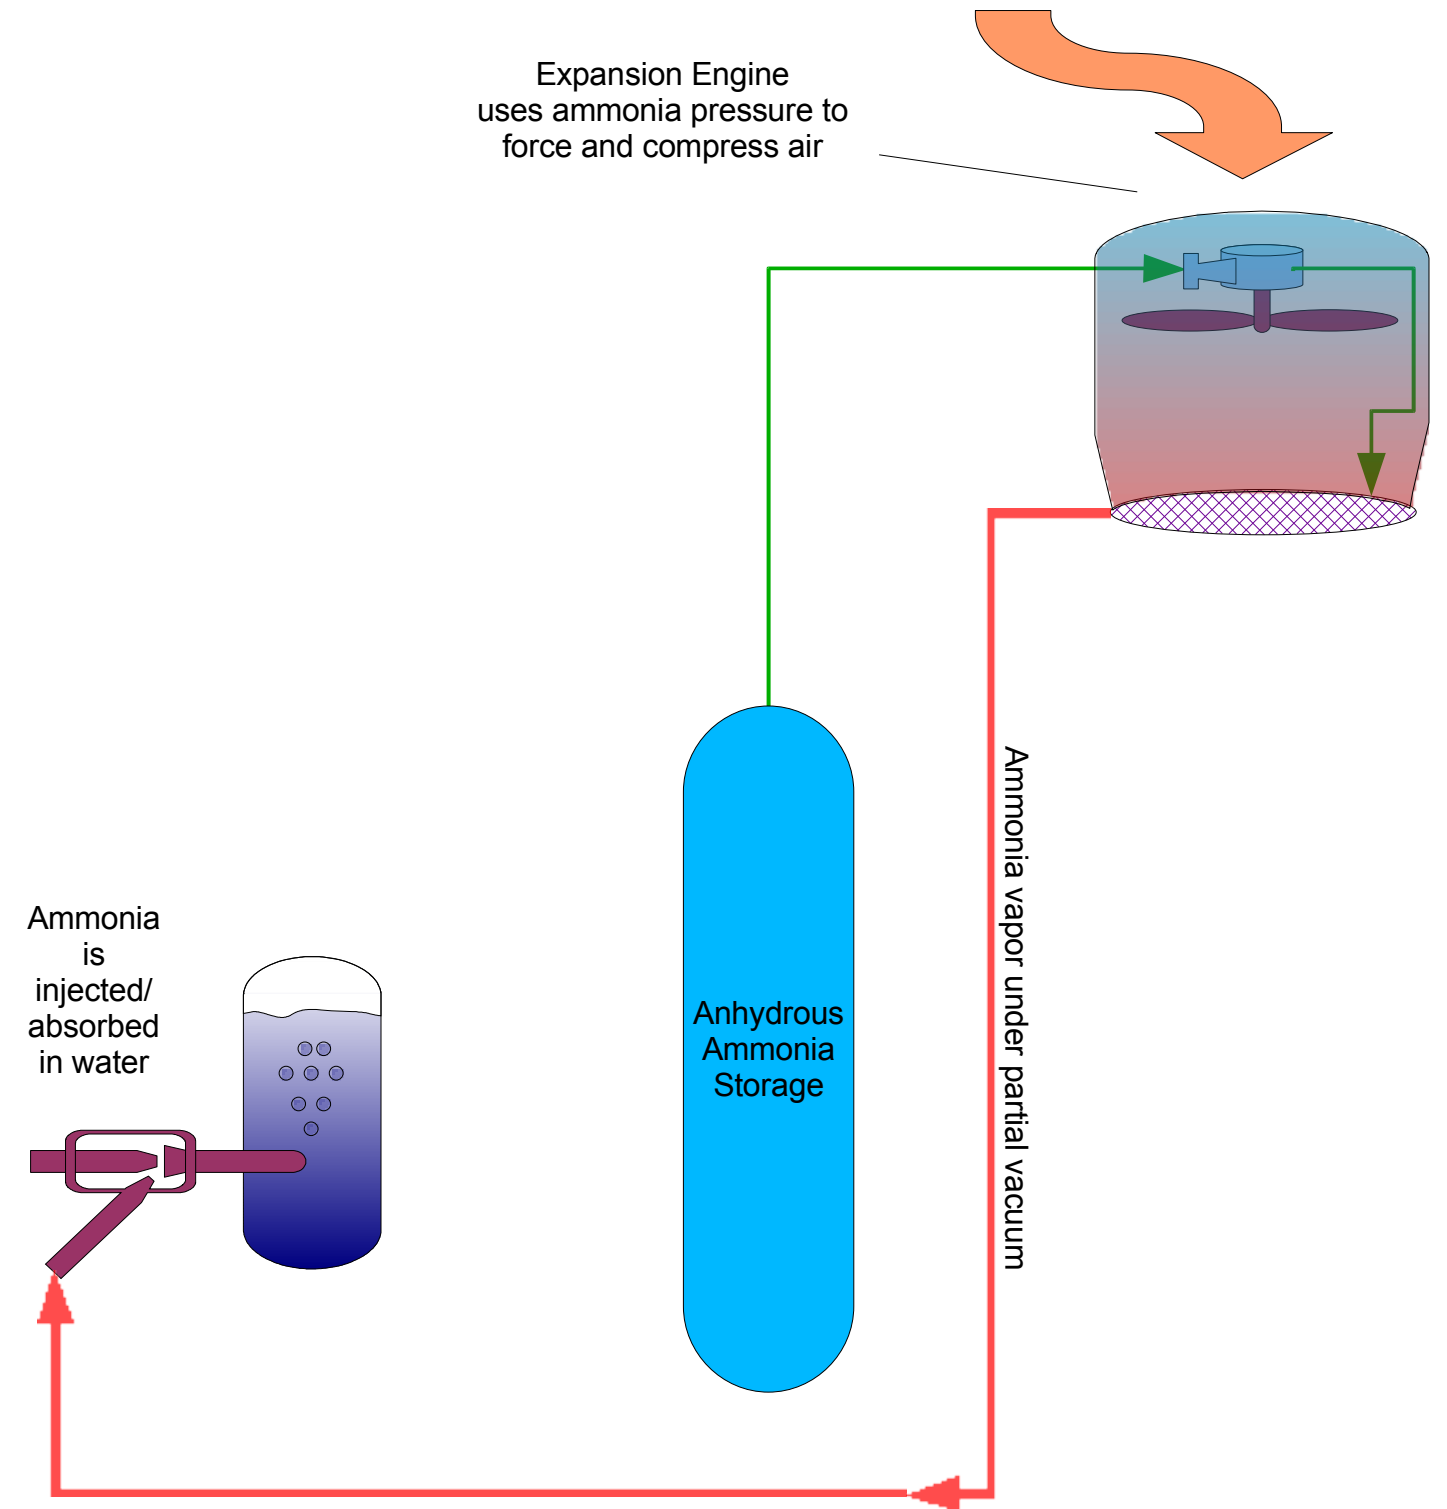 Expansion Engine
uses ammonia pressure to
force and compress air
Ammonia vapor under partial vacuum
Ammonia
is
injected/
absorbed
in water
Anhydrous
Ammonia
Storage